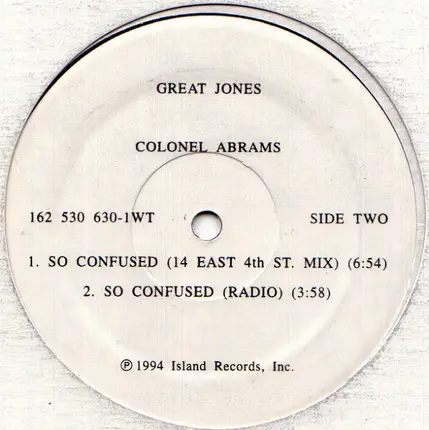 GREAT JONES
COLONEL ABRAMS
162 530 630-1WT SIDE TWO
1. SO CONFUSED (14 EAST 4th ST. MIX) (6:54)
2. SO CONFUSED (RADIO) (3:58)
℗ 1994 Island Records, Inc.